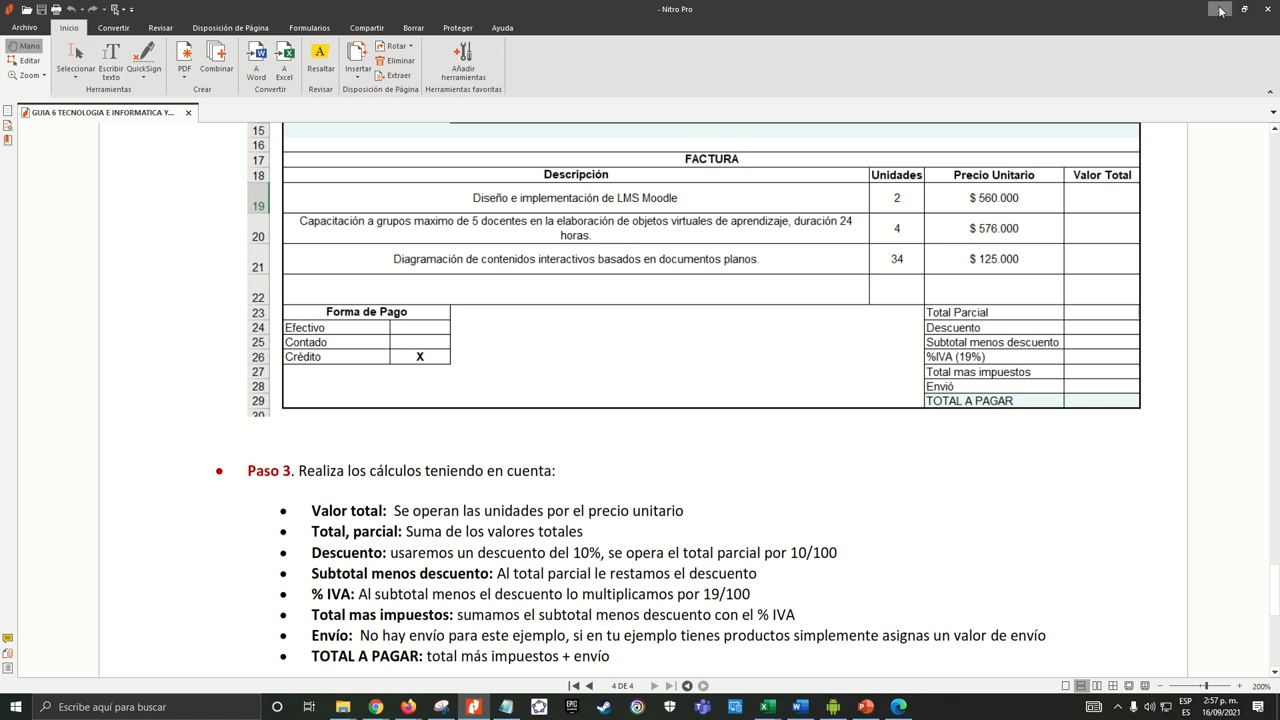 - Nitro Pro
Archivo Inicio Convertir Revisar Disposición de Página Formularios Compartir Borrar Proteger Ayuda
Mano
Editar
Zoom
Seleccionar
Escribir texto
QuickSign
Herramientas
PDF
Combinar
Crear
A Word
A Excel
Convertir
Resaltar
Revisar
Insertar
Rotar
Eliminar
Extraer
Disposición de Página
Añadir herramientas
Herramientas favoritas
GUIA 6 TECNOLOGIA E INFORMATICA Y...
15
16
17 FACTURA
18 Descripción Unidades Precio Unitario Valor Total
19 Diseño e implementación de LMS Moodle 2 $ 560.000
Capacitación a grupos maximo de 5 docentes en la elaboración de objetos virtuales de aprendizaje, duración 24
20 horas. 4 $ 576.000
21 Diagramación de contenidos interactivos basados en documentos planos. 34 $ 125.000
22
23 Forma de Pago Total Parcial
24 Efectivo Descuento
25 Contado Subtotal menos descuento
26 Crédito X %IVA (19%)
27 Total mas impuestos
28 Envió
29 TOTAL A PAGAR
30
• Paso 3. Realiza los cálculos teniendo en cuenta:
• Valor total: Se operan las unidades por el precio unitario
• Total, parcial: Suma de los valores totales
• Descuento: usaremos un descuento del 10%, se opera el total parcial por 10/100
• Subtotal menos descuento: Al total parcial le restamos el descuento
• % IVA: Al subtotal menos el descuento lo multiplicamos por 19/100
• Total mas impuestos: sumamos el subtotal menos descuento con el % IVA
• Envío: No hay envío para este ejemplo, si en tu ejemplo tienes productos simplemente asignas un valor de envío
• TOTAL A PAGAR: total más impuestos + envío
4 DE 4
200%
Escribe aquí para buscar
EPIC
ESP
ES
2:57 p. m.
16/09/2021